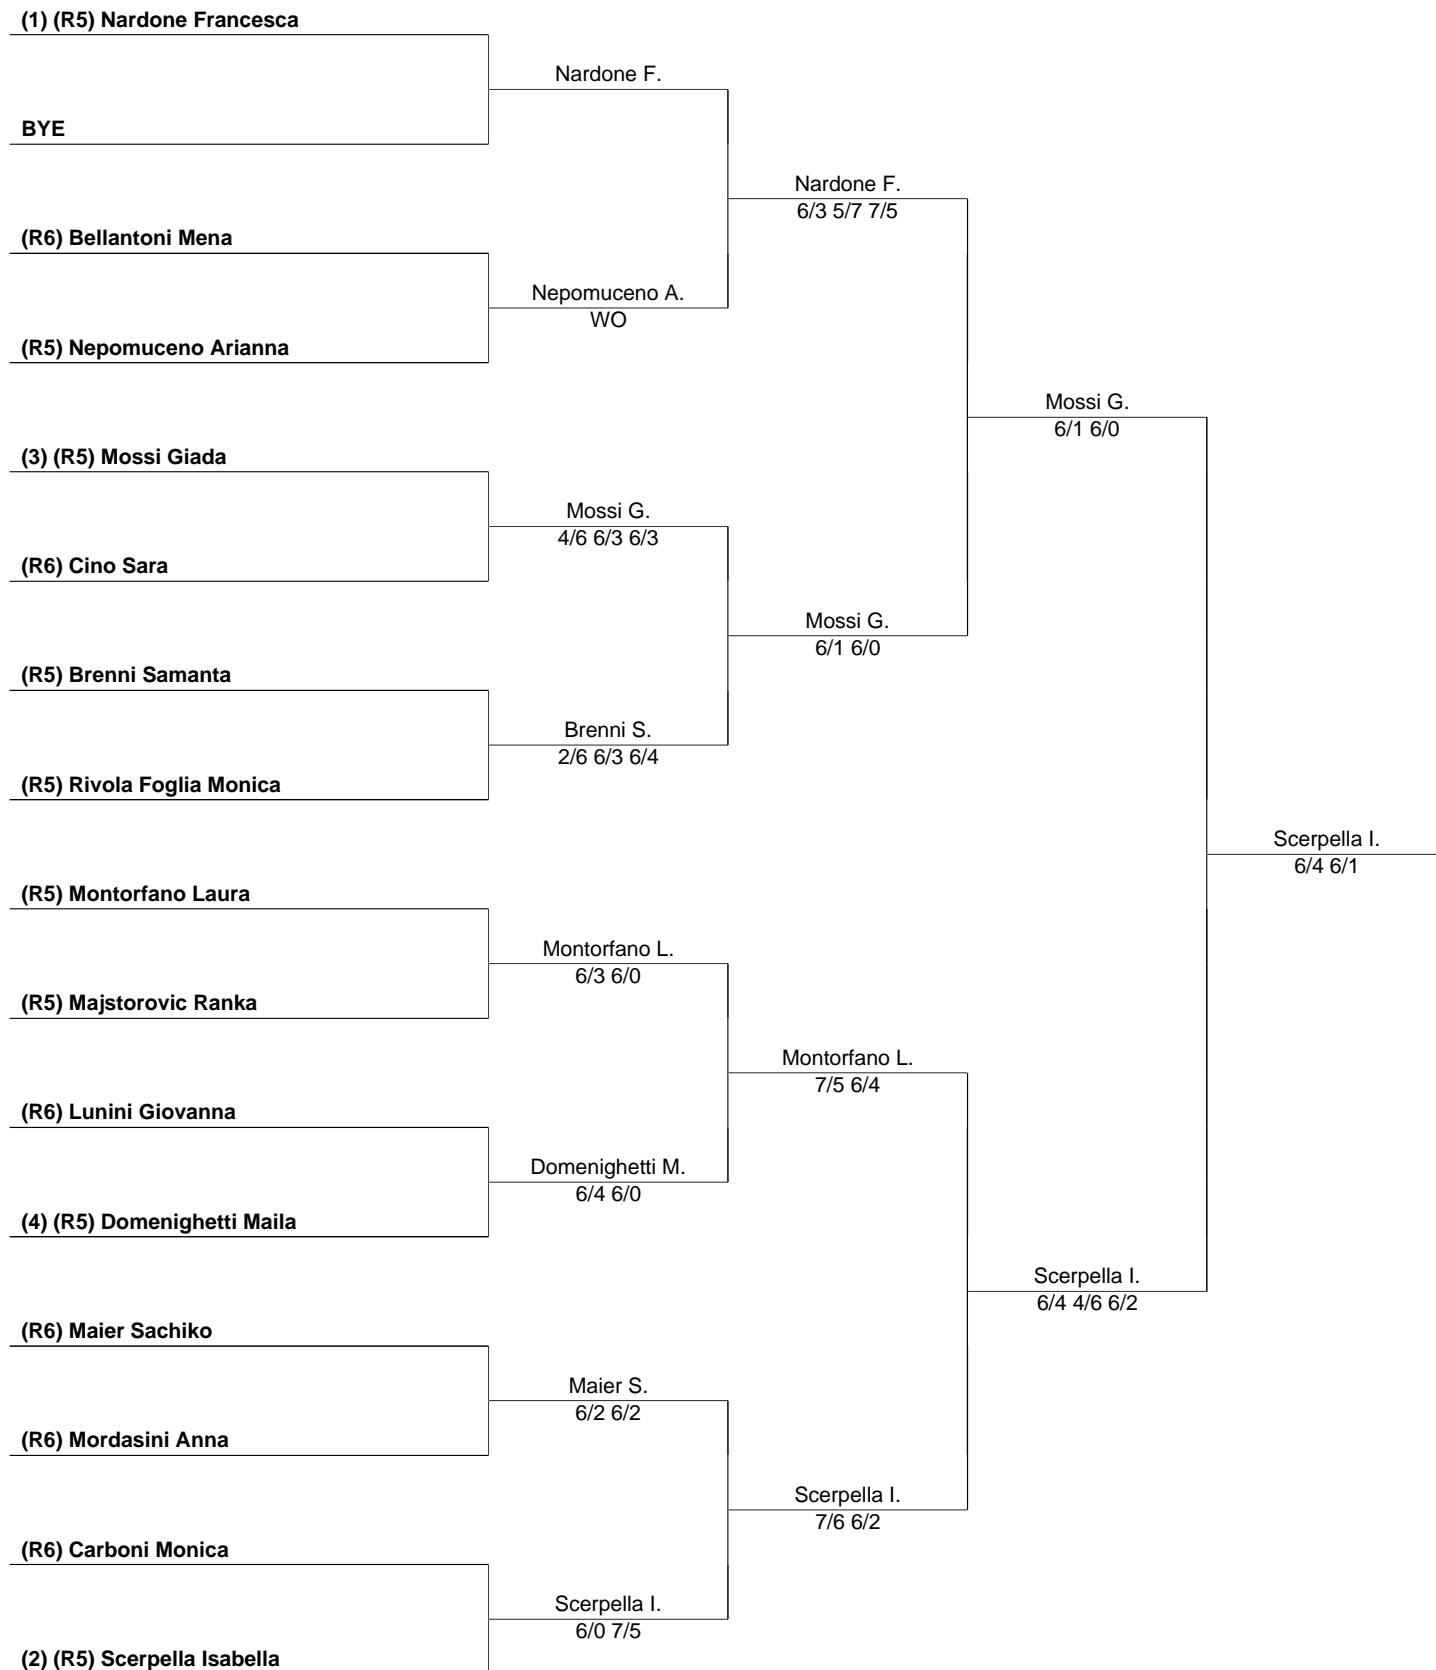 (1) (R5) Nardone Francesca
Nardone F.
BYE
Nardone F.
6/3 5/7 7/5
(R6) Bellantoni Mena
Nepomuceno A.
WO
(R5) Nepomuceno Arianna
Mossi G.
6/1 6/0
(3) (R5) Mossi Giada
Mossi G.
4/6 6/3 6/3
(R6) Cino Sara
Mossi G.
6/1 6/0
(R5) Brenni Samanta
Brenni S.
2/6 6/3 6/4
(R5) Rivola Foglia Monica
Scerpella I.
6/4 6/1
(R5) Montorfano Laura
Montorfano L.
6/3 6/0
(R5) Majstorovic Ranka
Montorfano L.
7/5 6/4
(R6) Lunini Giovanna
Domenighetti M.
6/4 6/0
(4) (R5) Domenighetti Maila
Scerpella I.
6/4 4/6 6/2
(R6) Maier Sachiko
Maier S.
6/2 6/2
(R6) Mordasini Anna
Scerpella I.
7/6 6/2
(R6) Carboni Monica
Scerpella I.
6/0 7/5
(2) (R5) Scerpella Isabella